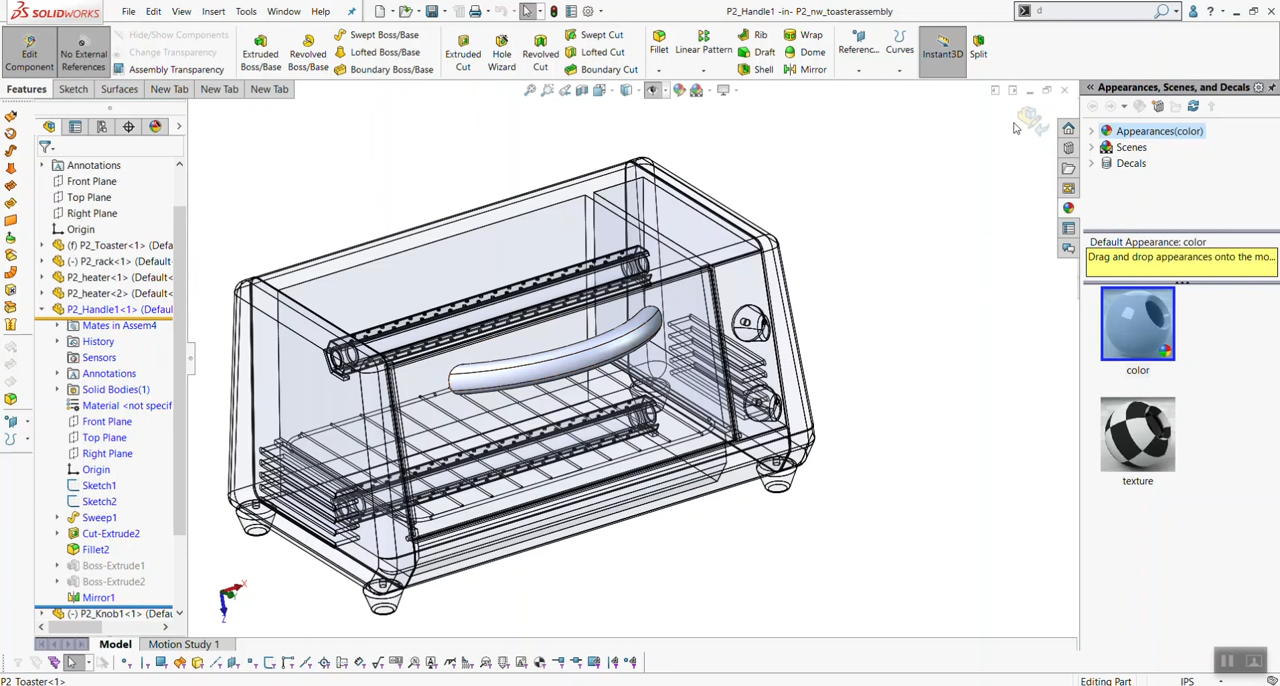 SOLIDWORKS
File Edit View Insert Tools Window Help
P2_Handle1 -in- P2_nw_toasterassembly
d
Edit Component
No External References
Hide/Show Components
Change Transparency
Assembly Transparency
Extruded Boss/Base
Revolved Boss/Base
Swept Boss/Base
Lofted Boss/Base
Boundary Boss/Base
Extruded Cut
Hole Wizard
Revolved Cut
Swept Cut
Lofted Cut
Boundary Cut
Fillet
Linear Pattern
Rib
Draft
Shell
Wrap
Dome
Mirror
Referenc...
Curves
Instant3D
Split
Features Sketch Surfaces New Tab New Tab New Tab
Annotations
Front Plane
Top Plane
Right Plane
Origin
(f) P2_Toaster<1> (Defa
(-) P2_rack<1> (Default
P2_heater<1> (Default<
P2_heater<2> (Default<
P2_Handle1<1> (Defaul
Mates in Assem4
History
Sensors
Annotations
Solid Bodies(1)
Material <not specif
Front Plane
Top Plane
Right Plane
Origin
Sketch1
Sketch2
Sweep1
Cut-Extrude2
Fillet2
Boss-Extrude1
Boss-Extrude2
Mirror1
(-) P2_Knob1<1> (Defau
X
Z
Appearances, Scenes, and Decals
Appearances(color)
Scenes
Decals
Default Appearance: color
Drag and drop appearances onto the mo...
color
texture
Model Motion Study 1
P2 Toaster<1>
Editing Part
IPS